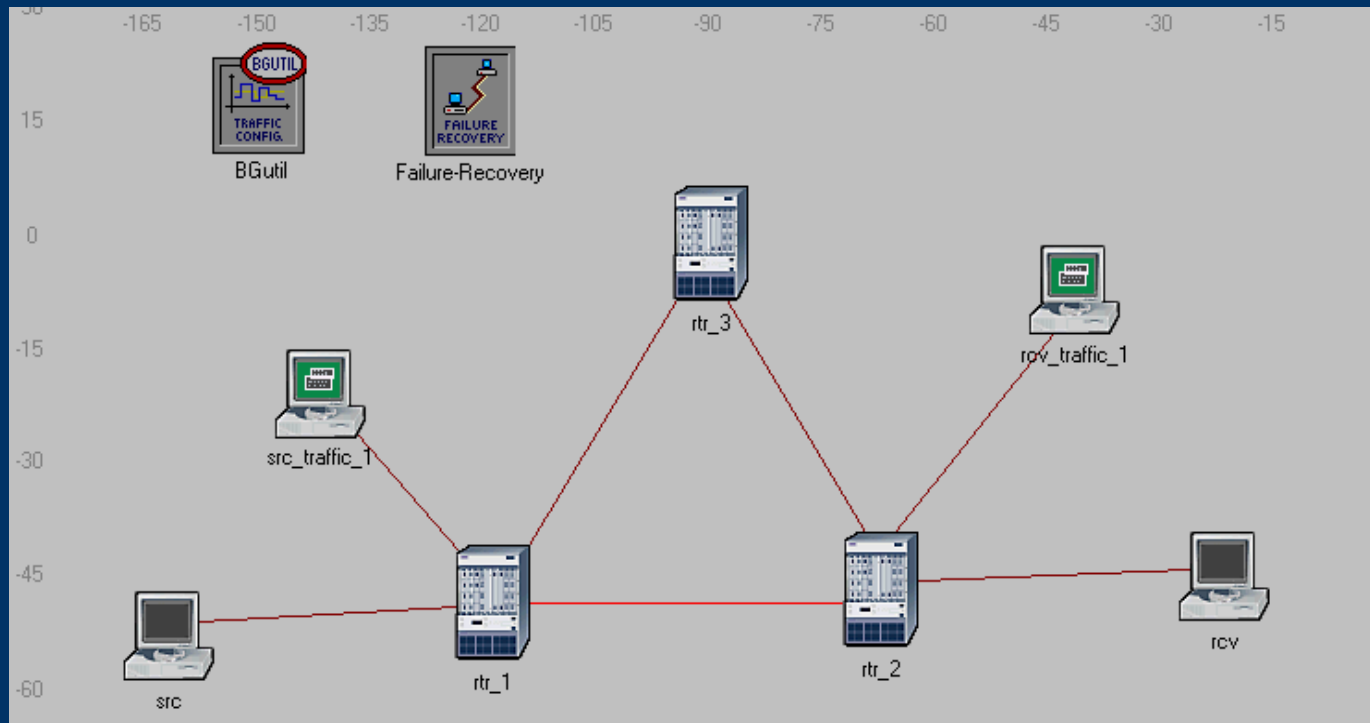 30
-165 -150 -135 -120 -105 -90 -75 -60 -45 -30 -15
BGUTIL
TRAFFIC
CONFIG.
BGutil
FAILURE
RECOVERY
Failure-Recovery
15
0
rtr_3
rcv_traffic_1
-15
src_traffic_1
-30
-45
rtr_1
rtr_2
rcv
src
-60